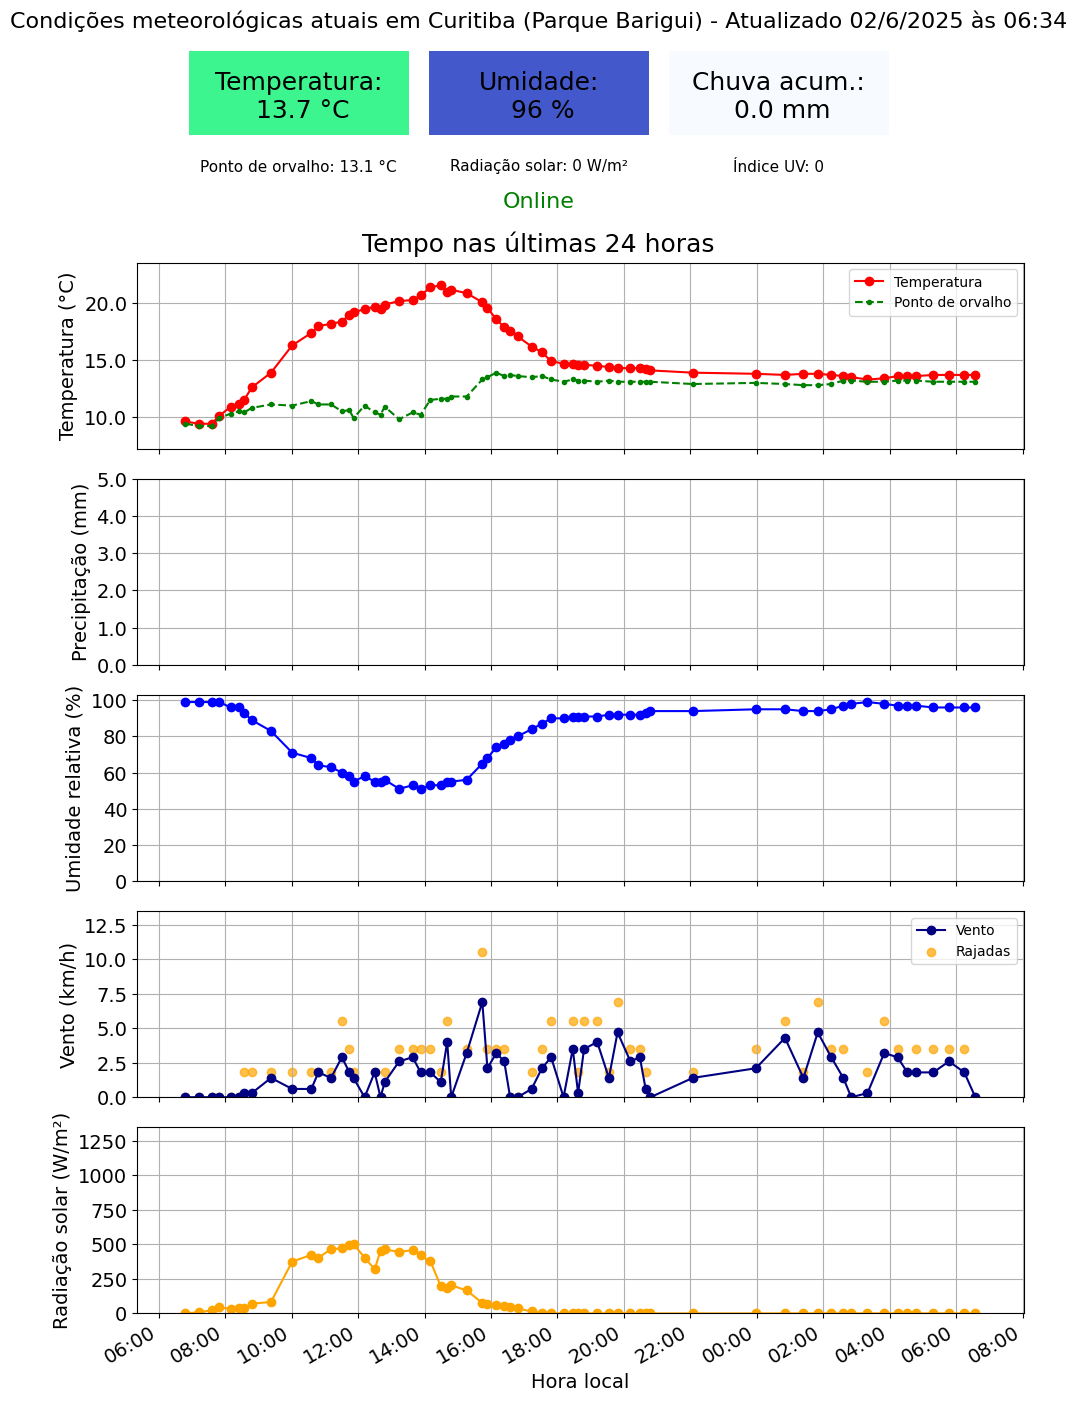 Condições meteorológicas atuais em Curitiba (Parque Barigui) - Atualizado 02/6/2025 às 06:34
Temperatura:
13.7 °C
Umidade:
96 %
Chuva acum.:
0.0 mm
Ponto de orvalho: 13.1 °C
Radiação solar: 0 W/m²
Índice UV: 0
Online
Tempo nas últimas 24 horas
Temperatura (°C)
20.0
15.0
10.0
Temperatura
Ponto de orvalho
Precipitação (mm)
5.0
4.0
3.0
2.0
1.0
0.0
Umidade relativa (%)
100
80
60
40
20
0
Vento (km/h)
12.5
10.0
7.5
5.0
2.5
0.0
Vento
Rajadas
Radiação solar (W/m²)
1250
1000
750
500
250
0
06:00
08:00
10:00
12:00
14:00
16:00
18:00
20:00
22:00
00:00
02:00
04:00
06:00
08:00
Hora local